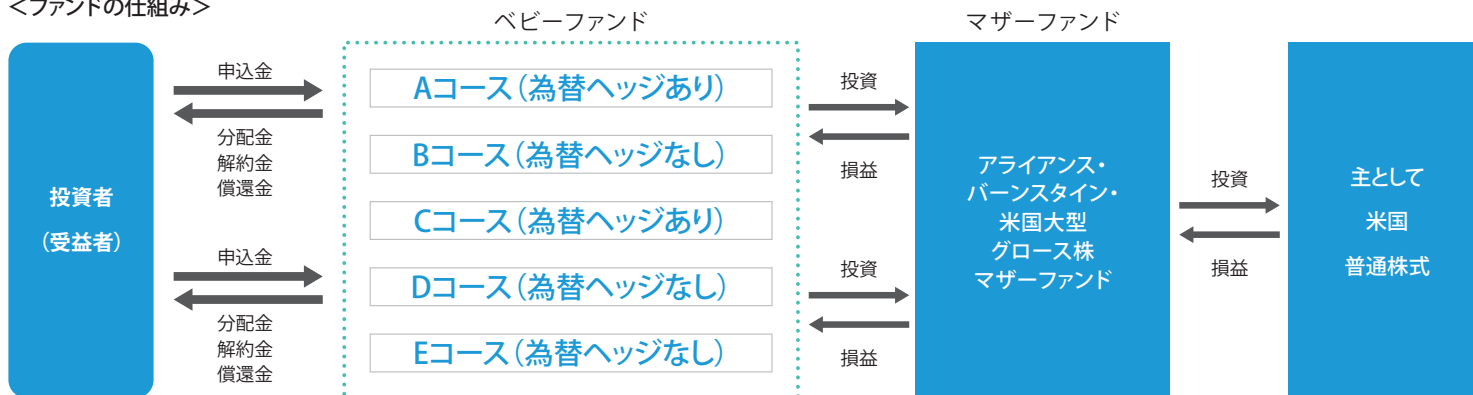 ＜ファンドの仕組み＞
ベビーファンド
マザーファンド
投資者
（受益者）
申込金
分配金
解約金
償還金
申込金
分配金
解約金
償還金
Aコース（為替ヘッジあり）
Bコース（為替ヘッジなし）
Cコース（為替ヘッジあり）
Dコース（為替ヘッジなし）
Eコース（為替ヘッジなし）
投資
損益
投資
損益
アライアンス・
バーンスタイン・
米国大型
グロース株
マザーファンド
投資
損益
主として
米国
普通株式